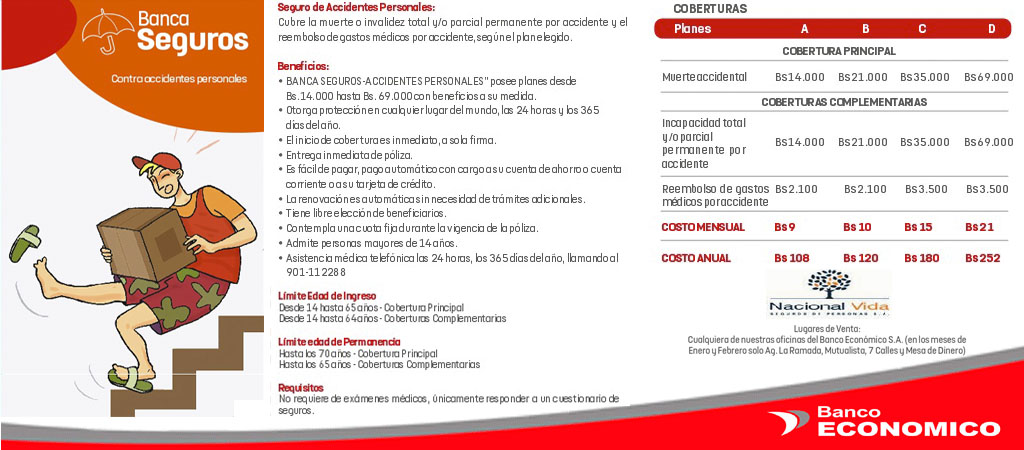 Banca
Seguros
Contra accidentes personales
Seguro de Accidentes Personales:
Cubre la muerte o invalidez total y/o parcial permanente por accidente y el
reembolso de gastos médicos por accidente, según el plan elegido.
Beneficios:
• BANCA SEGUROS-ACCIDENTES PERSONALES" posee planes desde
Bs.14.000 hasta Bs. 69.000 con beneficios a su medida.
• Otorga protección en cualquier lugar del mundo, las 24 horas y los 365
días del año.
• El inicio de cobertura es inmediato, a sola firma.
• Entrega inmediata de póliza.
• Es fácil de pagar, pago automático con cargo a su cuenta de ahorro o cuenta
corriente o a su tarjeta de crédito.
• La renovación es automática sin necesidad de trámites adicionales.
• Tiene libre elección de beneficiarios.
• Contempla una cuota fija durante la vigencia de la póliza.
• Admite personas mayores de 14 años.
• Asistencia médica telefónica las 24 horas, los 365 días del año, llamando al
901-112288
Límite Edad de Ingreso
Desde 14 hasta 65 años - Cobertura Principal
Desde 14 hasta 64 años - Coberturas Complementarias
Límite edad de Permanencia
Hasta los 70 años - Cobertura Principal
Hasta los 65 años - Coberturas Complementarias
Requisitos
No requiere de exámenes médicos, únicamente responder a un cuestionario de
seguros.
COBERTURAS
Planes A B C D
COBERTURA PRINCIPAL
Muerte accidental Bs14.000 Bs21.000 Bs35.000 Bs69.000
COBERTURAS COMPLEMENTARIAS
Incapacidad total
y/o parcial
permanente por
accidente Bs14.000 Bs21.000 Bs35.000 Bs69.000
Reembolso de gastos
médicos por accidente Bs2.100 Bs2.100 Bs3.500 Bs3.500
COSTO MENSUAL Bs 9 Bs 10 Bs 15 Bs 21
COSTO ANUAL Bs 108 Bs 120 Bs 180 Bs 252
Nacional Vida
SEGUROS DE PERSONAS S.A.
Lugares de Venta:
Cualquiera de nuestras oficinas del Banco Económico S.A. (en los meses de
Enero y Febrero solo Ag. La Ramada, Mutualista, 7 Calles y Mesa de Dinero)
Banco
ECONOMICO